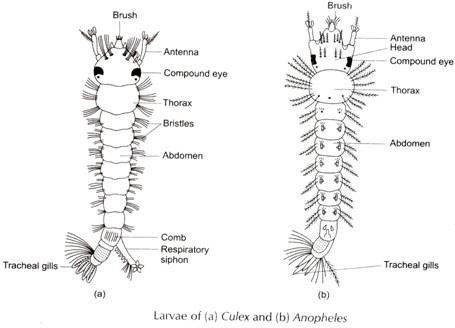 Brush
Antenna
Compound eye
Thorax
Bristles
Abdomen
Comb
Respiratory
siphon
Tracheal gills
(a)
Brush
Antenna
Head
Compound eye
Thorax
Abdomen
Tracheal gills
(b)
Larvae of (a) Culex and (b) Anopheles